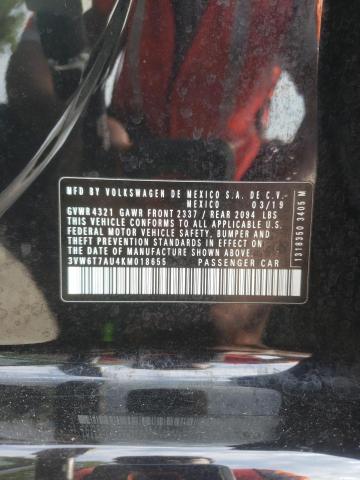 MFD BY VOLKSWAGEN DE MEXICO S.A. DE C.V.-
MEXICO 03/19
GVWR 4321 GAWR FRONT 2337 / REAR 2094 LBS
THIS VEHICLE CONFORMS TO ALL APPLICABLE U.S.
FEDERAL MOTOR VEHICLE SAFETY, BUMPER AND
THEFT PREVENTION STANDARDS IN EFFECT ON
THE DATE OF MANUFACTURE SHOWN ABOVE.
3VW6T7AU4KM018655 PASSENGER CAR
1318350 3405 M